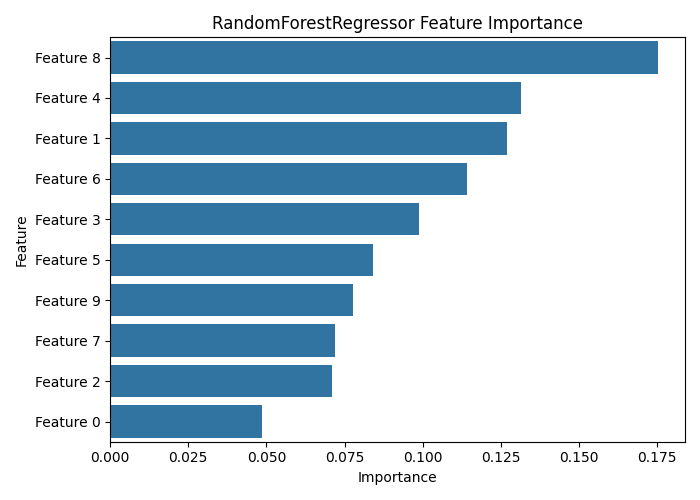 RandomForestRegressor Feature Importance
Feature 8
Feature 4
Feature 1
Feature 6
Feature 3
Feature 5
Feature 9
Feature 7
Feature 2
Feature 0
Feature
0.000 0.025 0.050 0.075 0.100 0.125 0.150 0.175
Importance